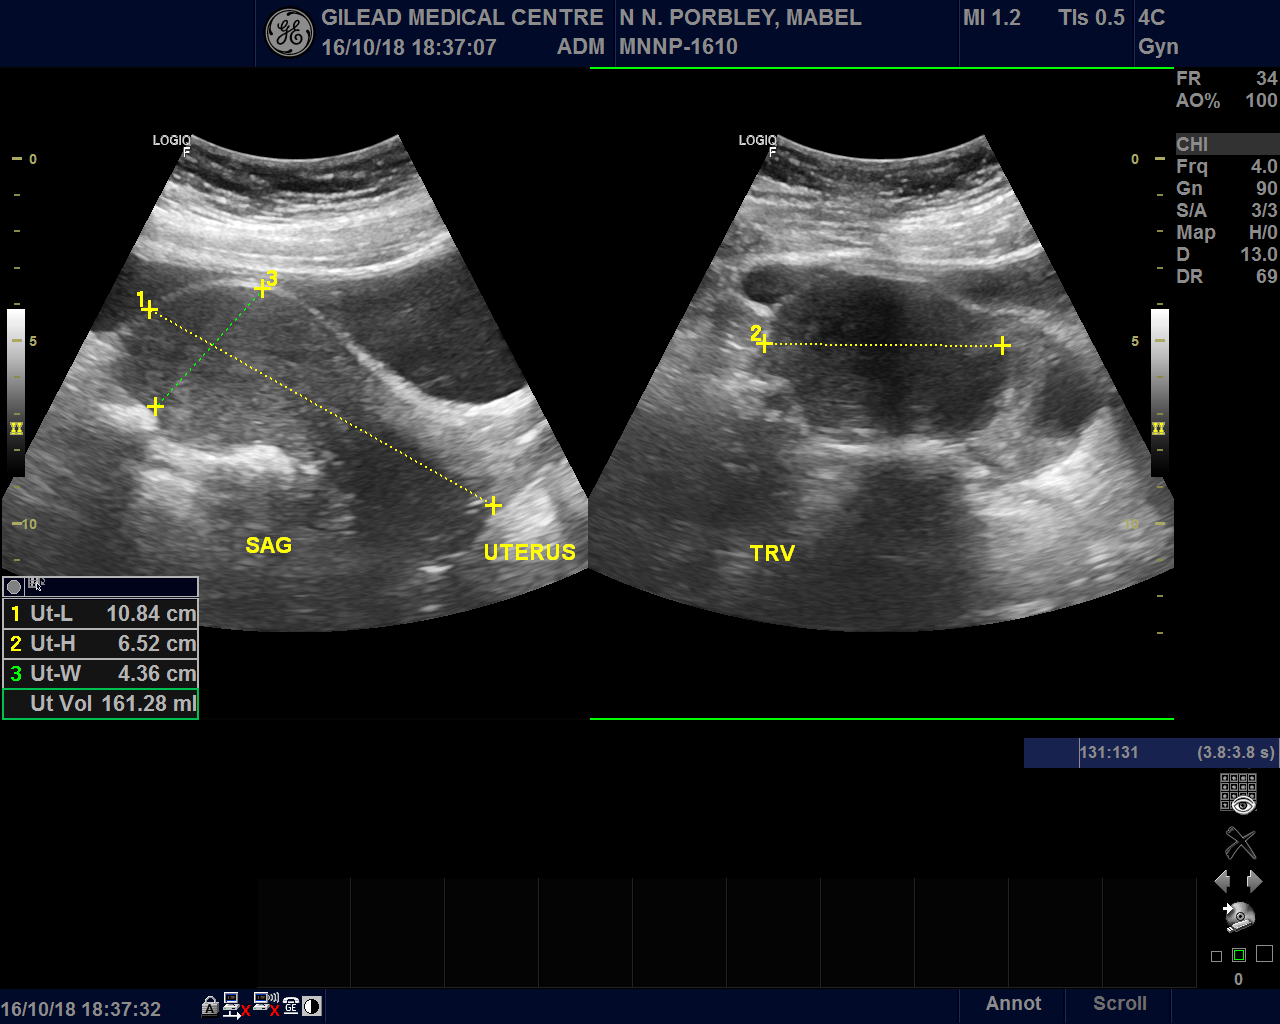 GILEAD MEDICAL CENTRE
16/10/18 18:37:07 ADM
N N. PORBLEY, MABEL
MNNP-1610
MI 1.2 TIs 0.5
4C
Gyn
FR 34
AO% 100
CHI
Frq 4.0
Gn 90
S/A 3/3
Map H/0
D 13.0
DR 69
LOGIQ
F
0
5
10
1
3
SAG
UTERUS
LOGIQ
F
0
5
10
2
TRV
1 Ut-L 10.84 cm
2 Ut-H 6.52 cm
3 Ut-W 4.36 cm
Ut Vol 161.28 ml
131:131 (3.8:3.8 s)
0
16/10/18 18:37:32
A
X
X
GE
Annot
Scroll